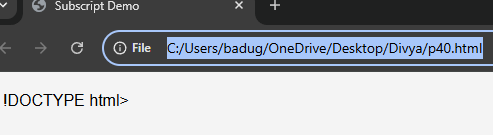 Subscript Demo
File C:/Users/badug/OneDrive/Desktop/Divya/p40.html
!DOCTYPE html>